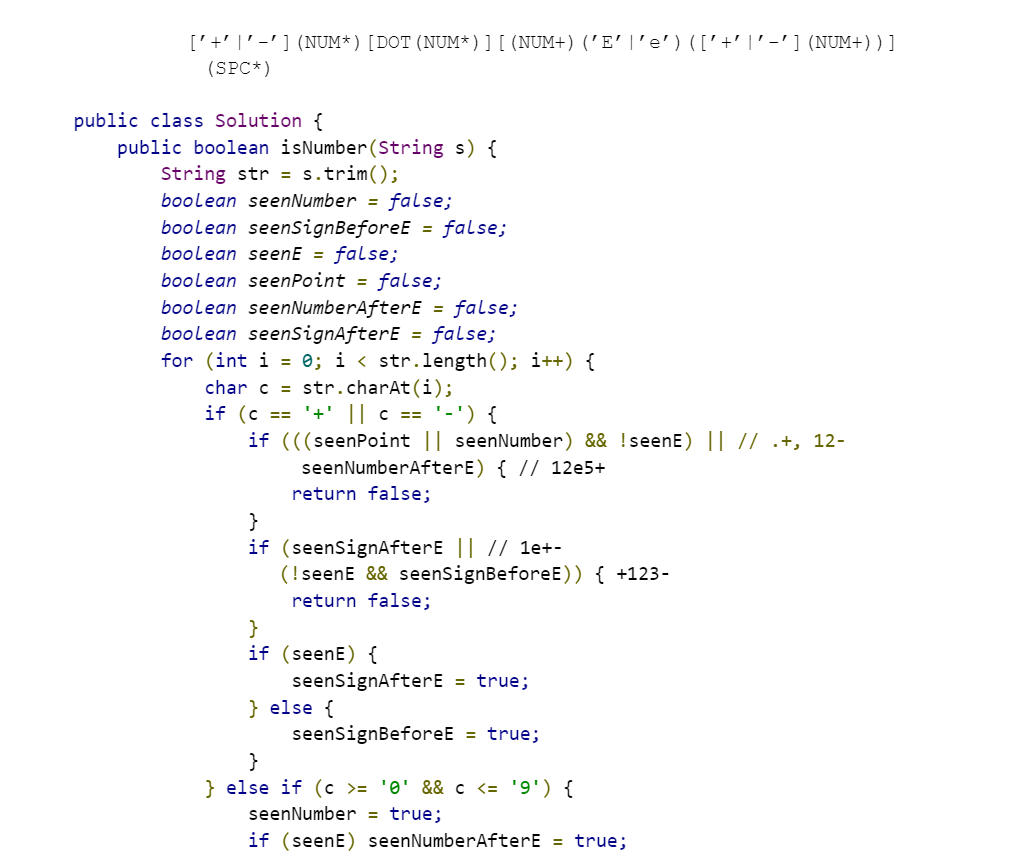 ['+'|'-'](NUM*)[DOT(NUM*)][(NUM+)('E'|'e')(['+'|'-'](NUM+))]
(SPC*)
public class Solution {
public boolean isNumber(String s) {
String str = s.trim();
boolean seenNumber = false;
boolean seenSignBeforeE = false;
boolean seenE = false;
boolean seenPoint = false;
boolean seenNumberAfterE = false;
boolean seenSignAfterE = false;
for (int i = 0; i < str.length(); i++) {
char c = str.charAt(i);
if (c == '+' || c == '-') {
if (((seenPoint || seenNumber) && !seenE) || // .+, 12-
seenNumberAfterE) { // 12e5+
return false;
}
if (seenSignAfterE || // 1e+-
(!seenE && seenSignBeforeE)) { +123-
return false;
}
if (seenE) {
seenSignAfterE = true;
} else {
seenSignBeforeE = true;
}
} else if (c >= '0' && c <= '9') {
seenNumber = true;
if (seenE) seenNumberAfterE = true;